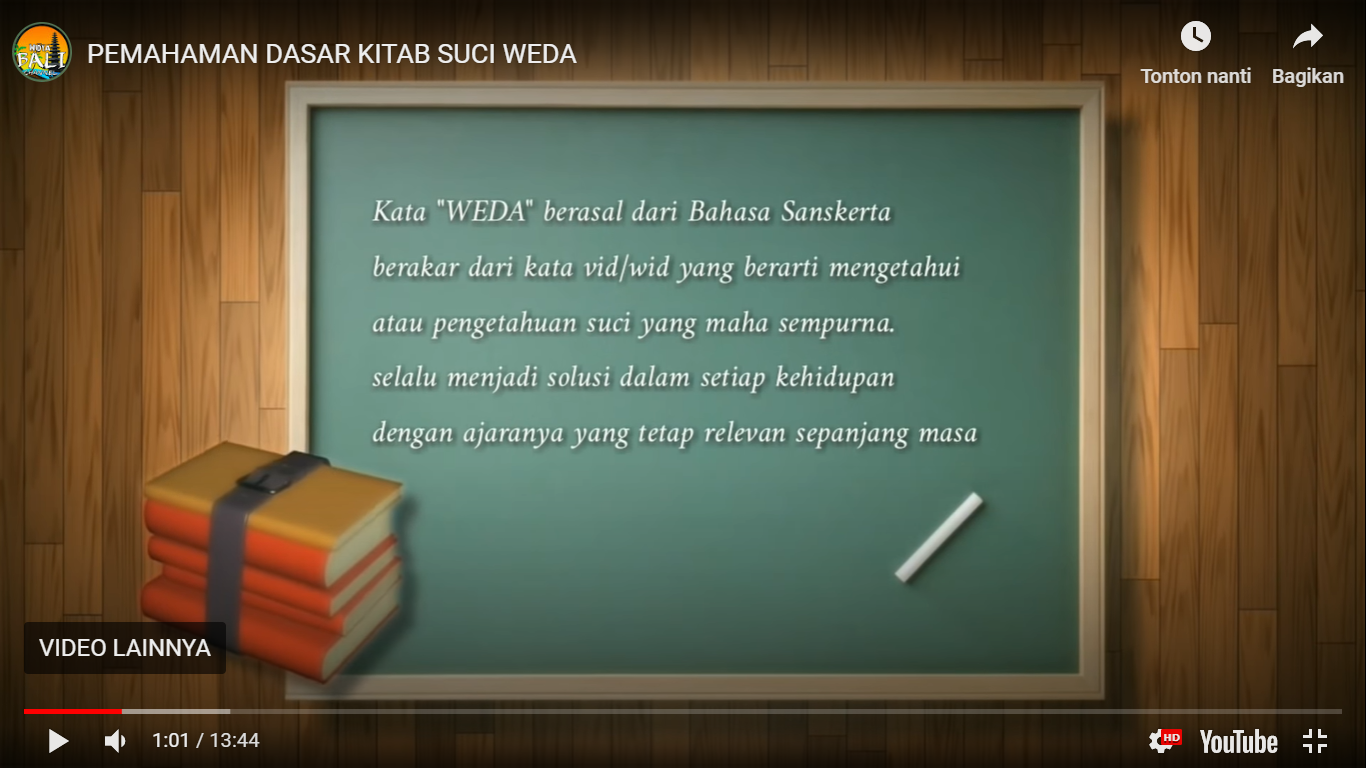 PEMAHAMAN DASAR KITAB SUCI WEDA
Tonton nanti
Bagikan
Kata "WEDA" berasal dari Bahasa Sanskerta
berakar dari kata vid/wid yang berarti mengetahui
atau pengetahuan suci yang maha sempurna.
selalu menjadi solusi dalam setiap kehidupan
dengan ajaranya yang tetap relevan sepanjang masa
VIDEO LAINNYA
1:01 / 13:44
HD
YouTube